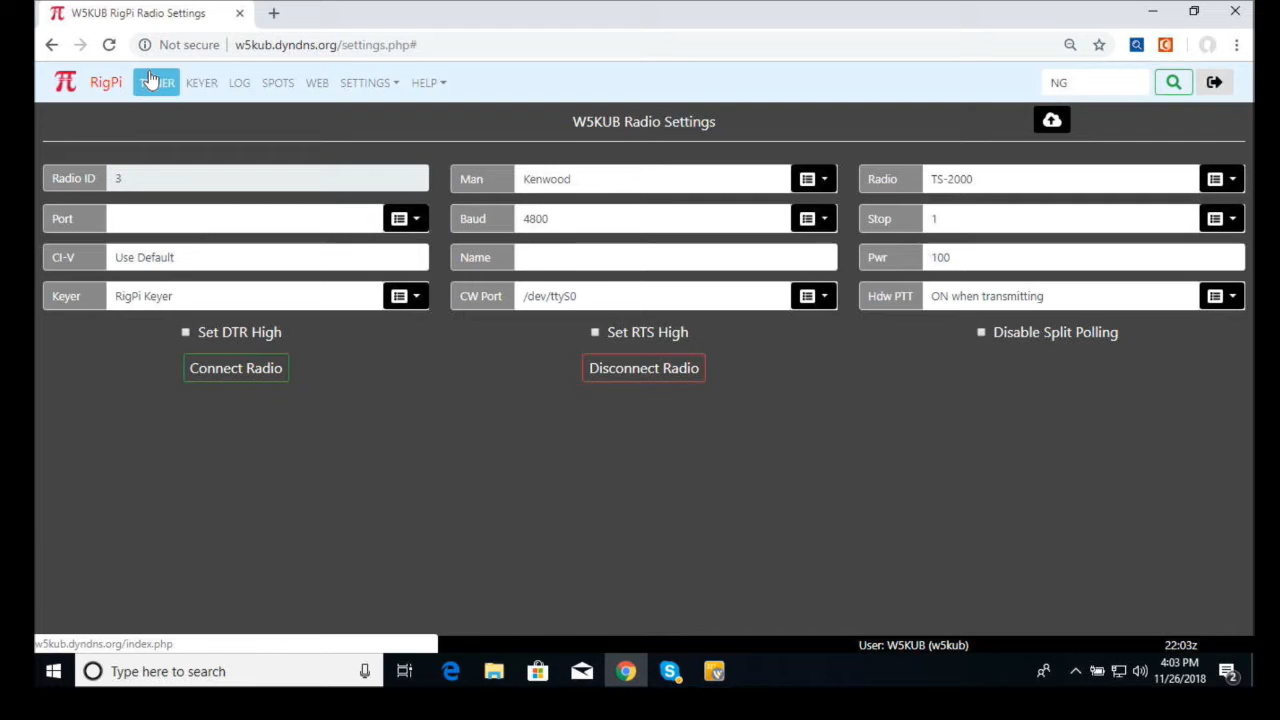 W5KUB RigPi Radio Settings
Not secure w5kub.dyndns.org/settings.php#
RigPi TUNER KEYER LOG SPOTS WEB SETTINGS HELP NG
W5KUB Radio Settings
Radio ID 3 Man Kenwood Radio TS-2000
Port Baud 4800 Stop 1
CI-V Use Default Name Pwr 100
Keyer RigPi Keyer CW Port /dev/ttyS0 Hdw PTT ON when transmitting
Set DTR High Set RTS High Disable Split Polling
Connect Radio Disconnect Radio
w5kub.dyndns.org/index.php User: W5KUB (w5kub) 22:03z
Type here to search 4:03 PM
11/26/2018 2